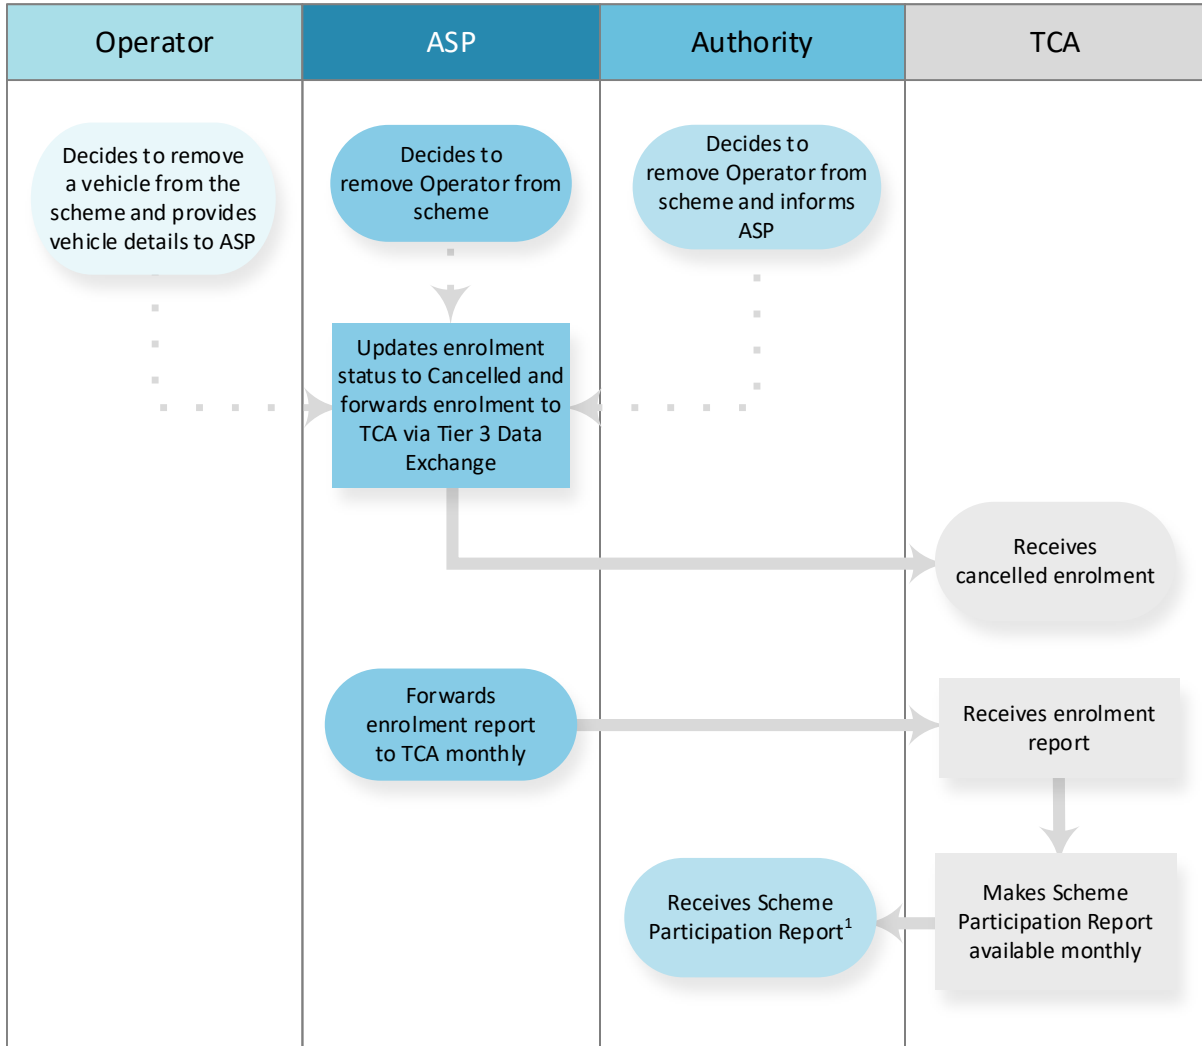 Operator
ASP
Authority
TCA
Decides to remove
a vehicle from the
scheme and provides
vehicle details to ASP
Decides to
remove Operator from
scheme
Decides to
remove Operator from
scheme and informs
ASP
Updates enrolment
status to Cancelled and
forwards enrolment to
TCA via Tier 3 Data
Exchange
Receives
cancelled enrolment
Forwards
enrolment report
to TCA monthly
Receives enrolment
report
Receives Scheme
Participation Report¹
Makes Scheme
Participation Report
available monthly